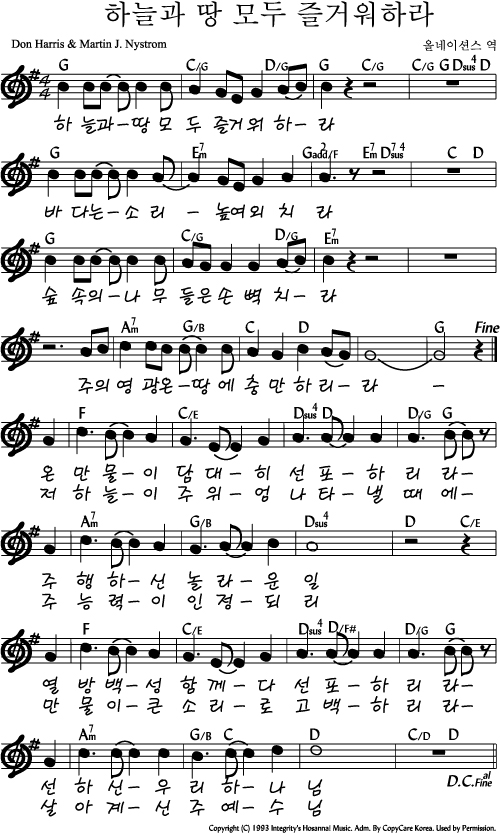 하늘과 땅 모두 즐거워하라
Don Harris & Martin J. Nystrom 올네이션스 역
G C/G D/G G C/G C/G G Dsus4 D
하 늘과-땅 모 두 즐거워 하- 라
G Em7 Gadd2/F Em7 Dsus7 4 C D
바 다는-소 리- 높여외 치 라
G C/G D/G Em7
숲 속의-나 무 들은손 뼉 치- 라
Am7 G/B C D G Fine
주의영 광온-땅에 충 만 하 리- 라 -
F C/E Dsus4 D D/G G
온 만 물-이 담 대- 히 선 포- 하 리 라-
저 하 늘-이 주 위- 엄 나 타- 낼 때 에-
Am7 G/B Dsus4 D C/E
주 행 하-신 놀 라- 운 일
주 능 력-이 인 정- 되 리
F C/E Dsus4 D/F# D/G G
열 방 백-성 함 께- 다 선 포- 하 리 라-
만 물 이-큰 소 리- 로 고 백- 하 리 라-
Am7 G/B C D C/D D
선 하 신-우 리 하- 나 님
살 아 계-신 주 예- 수 님
D.C. al Fine
Copyright (C) 1993 Integrity's Hosanna! Music. Adm. By CopyCare Korea. Used by Permission.